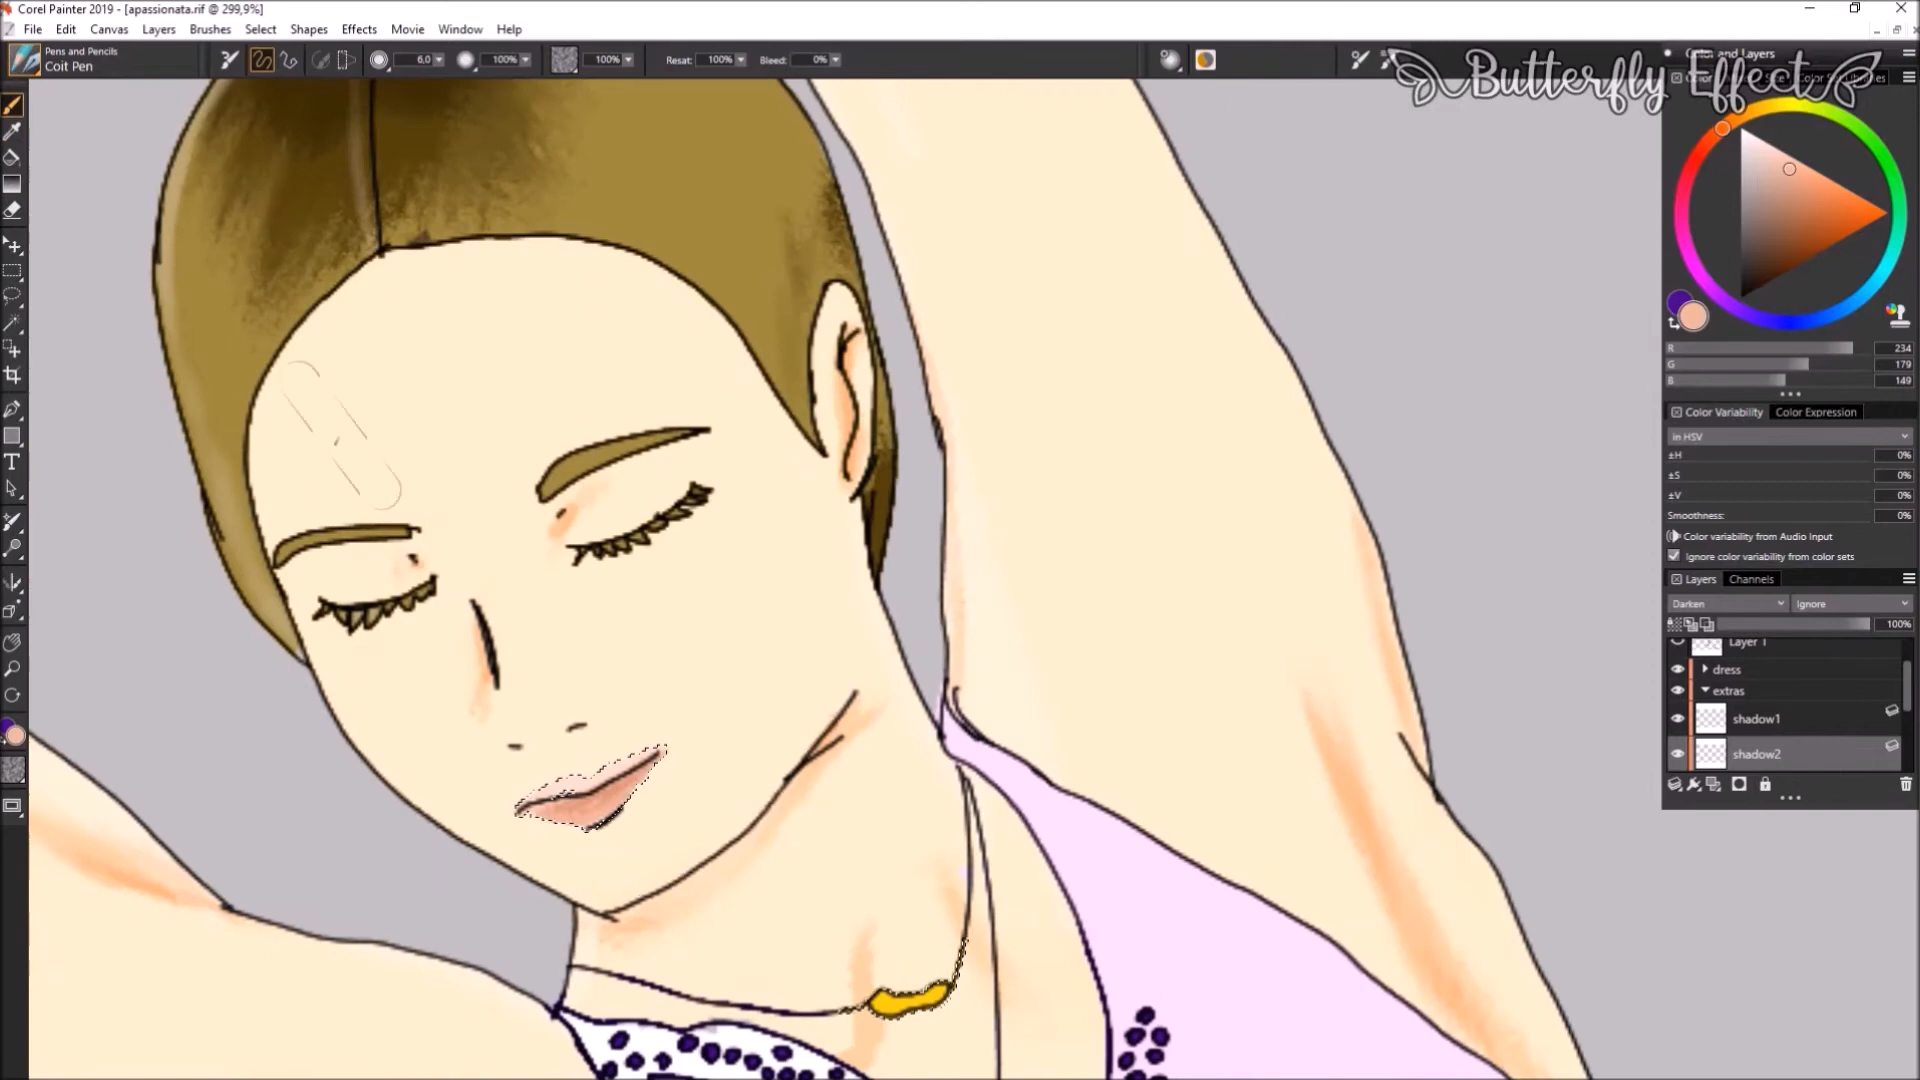 Corel Painter 2019 - [apassionata.rif @ 299,9%]
File Edit Canvas Layers Brushes Select Shapes Effects Movie Window Help
Pens and Pencils
Coit Pen
6,0 100% 100% Resat: 100% Bleed: 0%
Color and Layers
Butterfly Effect
R 234
G 179
B 149
Color Variability Color Expression
in HSV
±H 0%
±S 0%
±V 0%
Smoothness: 0%
Color variability from Audio Input
Ignore color variability from color sets
Layers Channels
Darken Ignore
100%
Layer 1
dress
extras
shadow1
shadow2